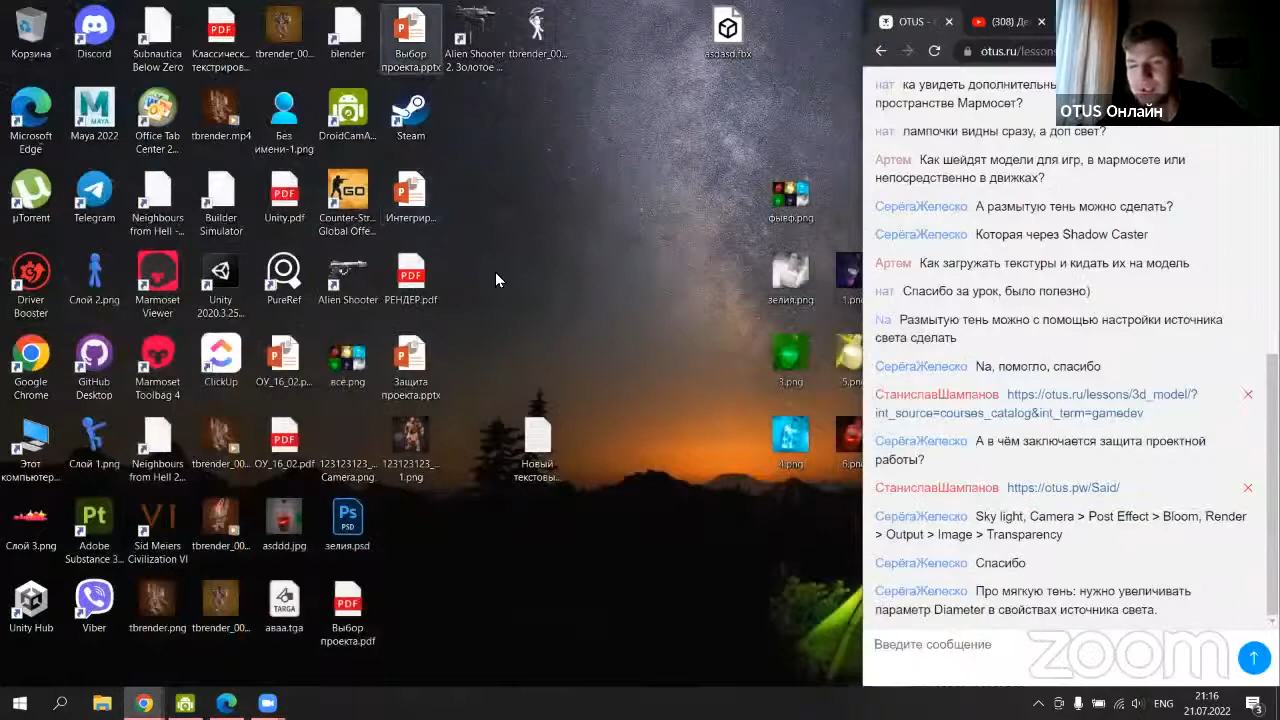 Корзина
Discord
Subnautica
Below Zero
Классическ...
текстриров...
tbrender_00...
blender
Выбор
проекта.pptx
Alien Shooter
2, Золотое ...
tbrender_00...
asdasd.fbx
Microsoft
Edge
Maya 2022
Office Tab
Center 2...
tbrender.mp4
Без
имени-1.png
DroidCamA...
Steam
µTorrent
Telegram
Neighbours
from Hell -...
Builder
Simulator
Unity.pdf
Counter-Str...
Global Offe...
Интегрир...
фывф.png
Driver
Booster
Слой 2.png
Marmoset
Viewer
Unity
2020.3.25...
PureRef
Alien Shooter
РЕНДЕР.pdf
зелия.png
1.png
Google
Chrome
GitHub
Desktop
Marmoset
Toolbag 4
ClickUp
ОУ_16_02.p...
всё.png
Защита
проекта.pptx
3.png
5.png
Этот
компьютер...
Слой 1.png
Neighbours
from Hell 2...
tbrender_00...
ОУ_16_02.pdf
123123123_...
Camera.png
123123123_...
1.png
Новый
текстовы...
4.png
6.png
Слой 3.png
Adobe
Substance 3...
Sid Meiers
Civilization VI
tbrender_00...
asddd.jpg
зелия.psd
Unity Hub
Viber
tbrender.png
tbrender_00...
аваа.tga
Выбор
проекта.pdf
OTUS
(308) Де
otus.ru/lessons
OTUS Онлайн
нат ка увидеть дополнительнь
пространстве Мармосет?
нат лампочки видны сразу, а доп свет?
Артем Как шейдят модели для игр, в мармосете или
непосредственно в движках?
СерёгаЖелеско А размытую тень можно сделать?
СерёгаЖелеско Которая через Shadow Caster
Артем Как загружать текстуры и кидать их на модель
нат Спасибо за урок, было полезно)
Na Размытую тень можно с помощью настройки источника
света сделать
СерёгаЖелеско Na, помогло, спасибо
СтаниславШампанов https://otus.ru/lessons/3d_model/?
int_source=courses_catalog&int_term=gamedev
СерёгаЖелеско А в чём заключается защита проектной
работы?
СтаниславШампанов https://otus.pw/Said/
СерёгаЖелеско Sky light, Camera > Post Effect > Bloom, Render
> Output > Image > Transparency
СерёгаЖелеско Спасибо
СерёгаЖелеско Про мягкую тень: нужно увеличивать
параметр Diameter в свойствах источника света.
Введите сообщение
zoom
ENG
21:16
21.07.2022
3